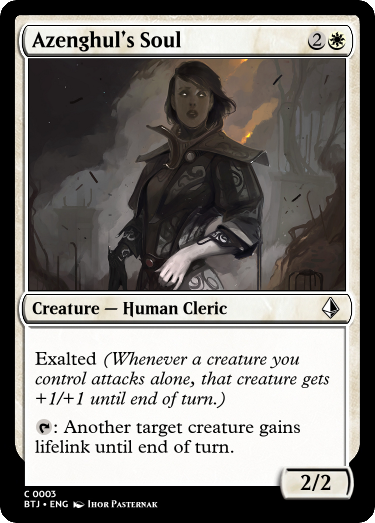 Azenghul's Soul 2
Creature — Human Cleric
Exalted (Whenever a creature you
control attacks alone, that creature gets
+1/+1 until end of turn.)
: Another target creature gains
lifelink until end of turn.
2/2
C 0003
BTJ • ENG Ihor Pasternak